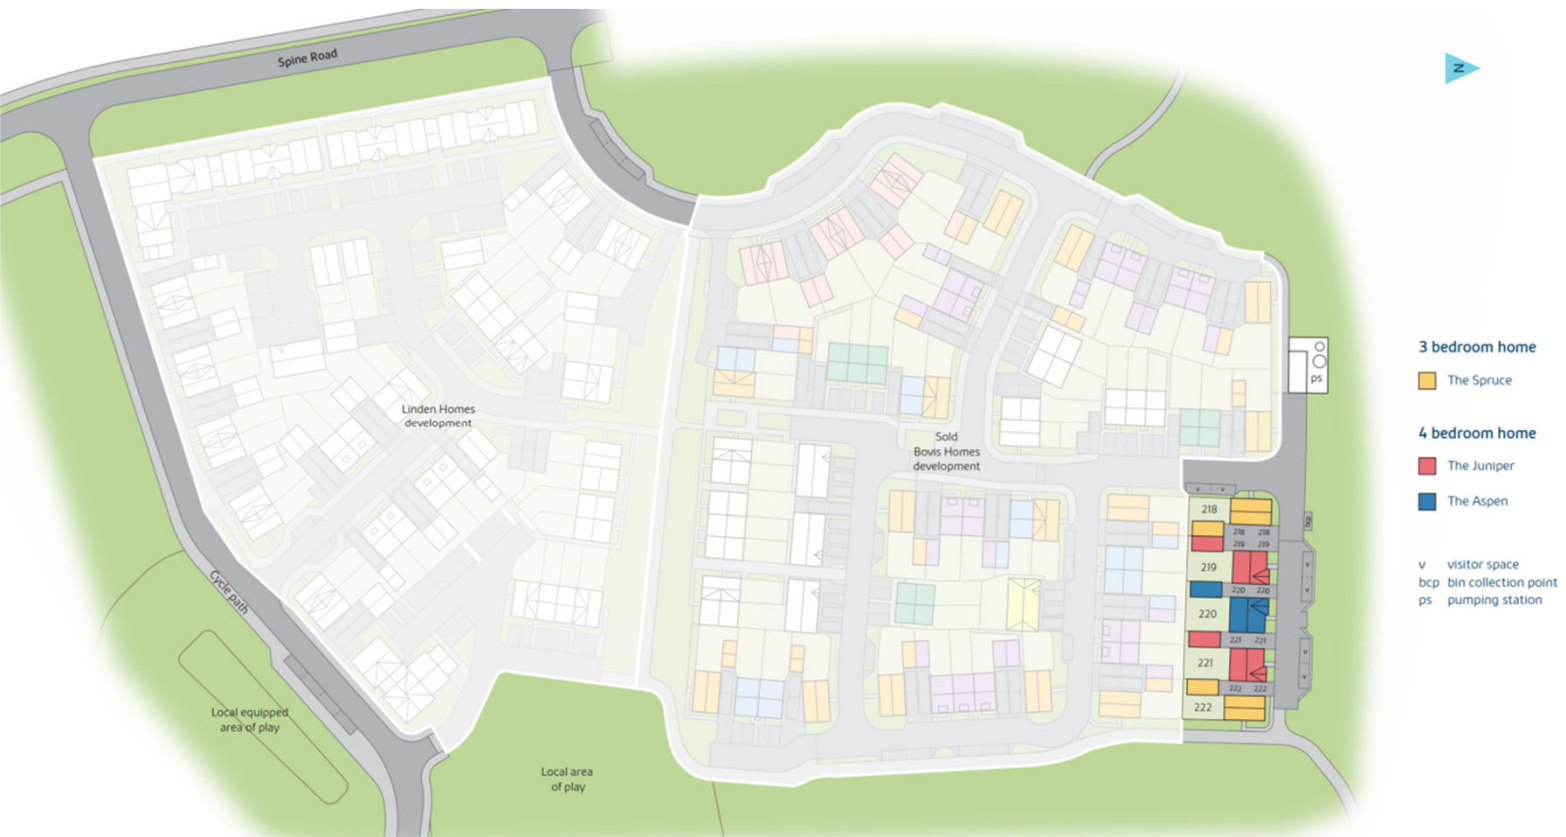 Spine Road
N
ps
3 bedroom home
The Spruce
4 bedroom home
The Juniper
The Aspen
v visitor space
bcp bin collection point
ps pumping station
Linden Homes
development
Sold
Bovis Homes
development
v v
218
218 218
219 219
bcp
219
v
220 220
v
220
221 221
v
221
v
222 222
222
Cycle path
Local equipped
area of play
Local area
of play